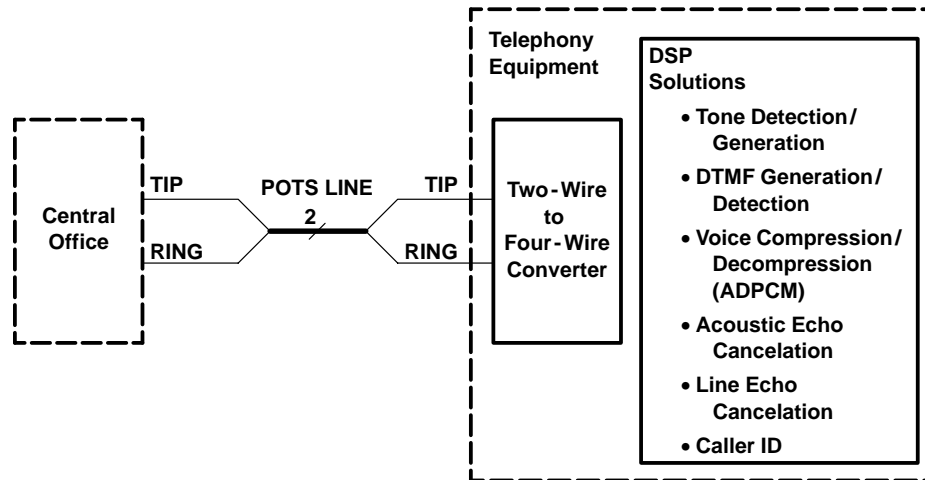 Telephony
Equipment
DSP
Solutions
• Tone Detection/
Generation
• DTMF Generation/
Detection
• Voice Compression/
Decompression
(ADPCM)
• Acoustic Echo
Cancelation
• Line Echo
Cancelation
• Caller ID
Central
Office
TIP
RING
POTS LINE
2
TIP
RING
Two-Wire
to
Four-Wire
Converter